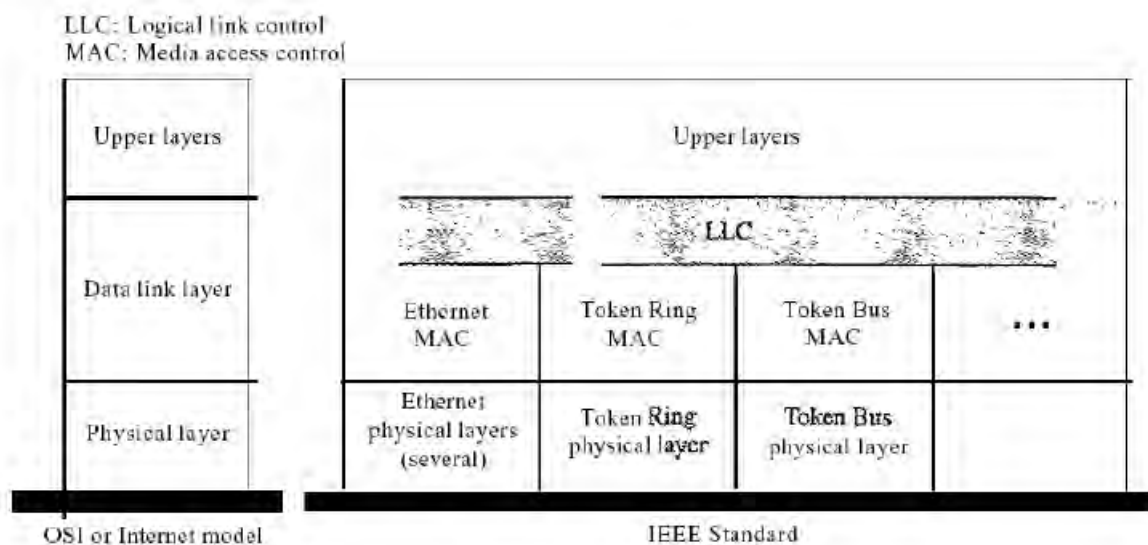 LLC: Logical link control
MAC: Media access control
Upper layers
Data link layer
Physical layer
OSI or Internet model
Upper layers
LLC
Ethernet
MAC
Token Ring
MAC
Token Bus
MAC
...
Ethernet
physical layers
(several)
Token Ring
physical layer
Token Bus
physical layer
IEEE Standard